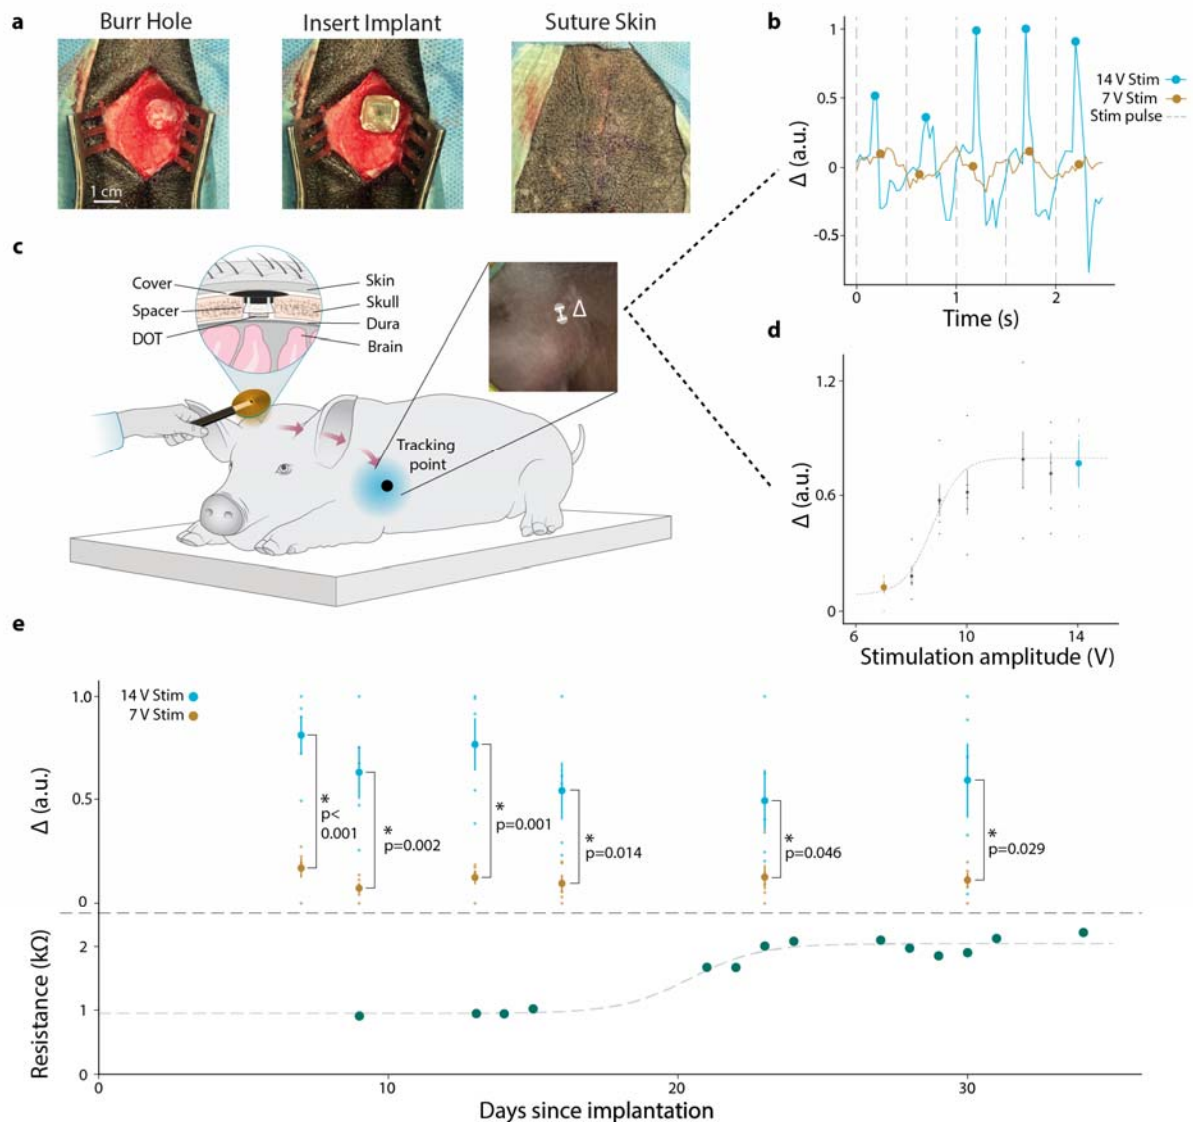 a
Burr Hole
Insert Implant
Suture Skin
1 cm
b
Δ (a.u.)
1
0.5
0
-0.5
0
1
2
Time (s)
14 V Stim
7 V Stim
Stim pulse
c
Cover
Spacer
DOT
Skin
Skull
Dura
Brain
Δ
Tracking
point
d
Δ (a.u.)
1.2
0.6
0
6
10
14
Stimulation amplitude (V)
e
14 V Stim
7 V Stim
Δ (a.u.)
1.0
0.5
0
*
p<
0.001
*
p=0.002
*
p=0.001
*
p=0.014
*
p=0.046
*
p=0.029
Resistance (kΩ)
2
1
0
0
10
20
30
Days since implantation